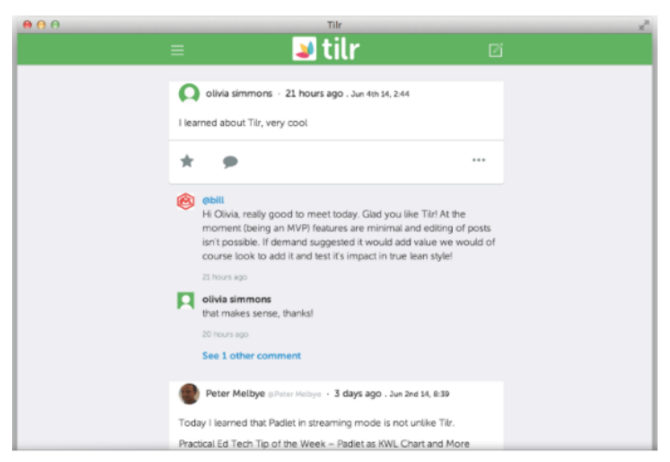 Tilr
tilr
olivia simmons · 21 hours ago . Jun 4th 14, 2:44
I learned about Tilr, very cool
@bill
Hi Olivia, really good to meet today. Glad you like Tilr! At the
moment (being an MVP) features are minimal and editing of posts
isn't possible. If demand suggested it would add value we would of
course look to add it and test it's impact in true lean style!
21 hours ago
olivia simmons
that makes sense, thanks!
20 hours ago
See 1 other comment
Peter Melbye @Peter Melbye · 3 days ago . Jun 2nd 14, 8:39
Today I learned that Padlet in streaming mode is not unlike Tilr.
Practical Ed Tech Tip of the Week – Padlet as KWL Chart and More